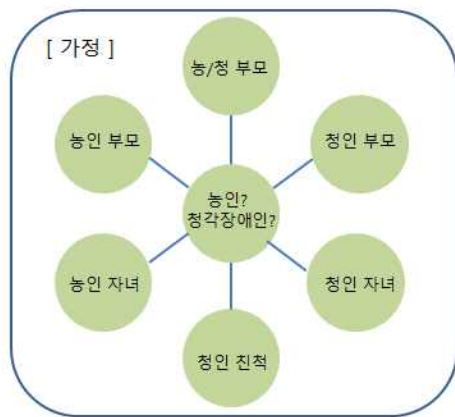 [ 가정 ]
농/청 부모
농인 부모
청인 부모
농인?
청각장애인?
농인 자녀
청인 자녀
청인 친척